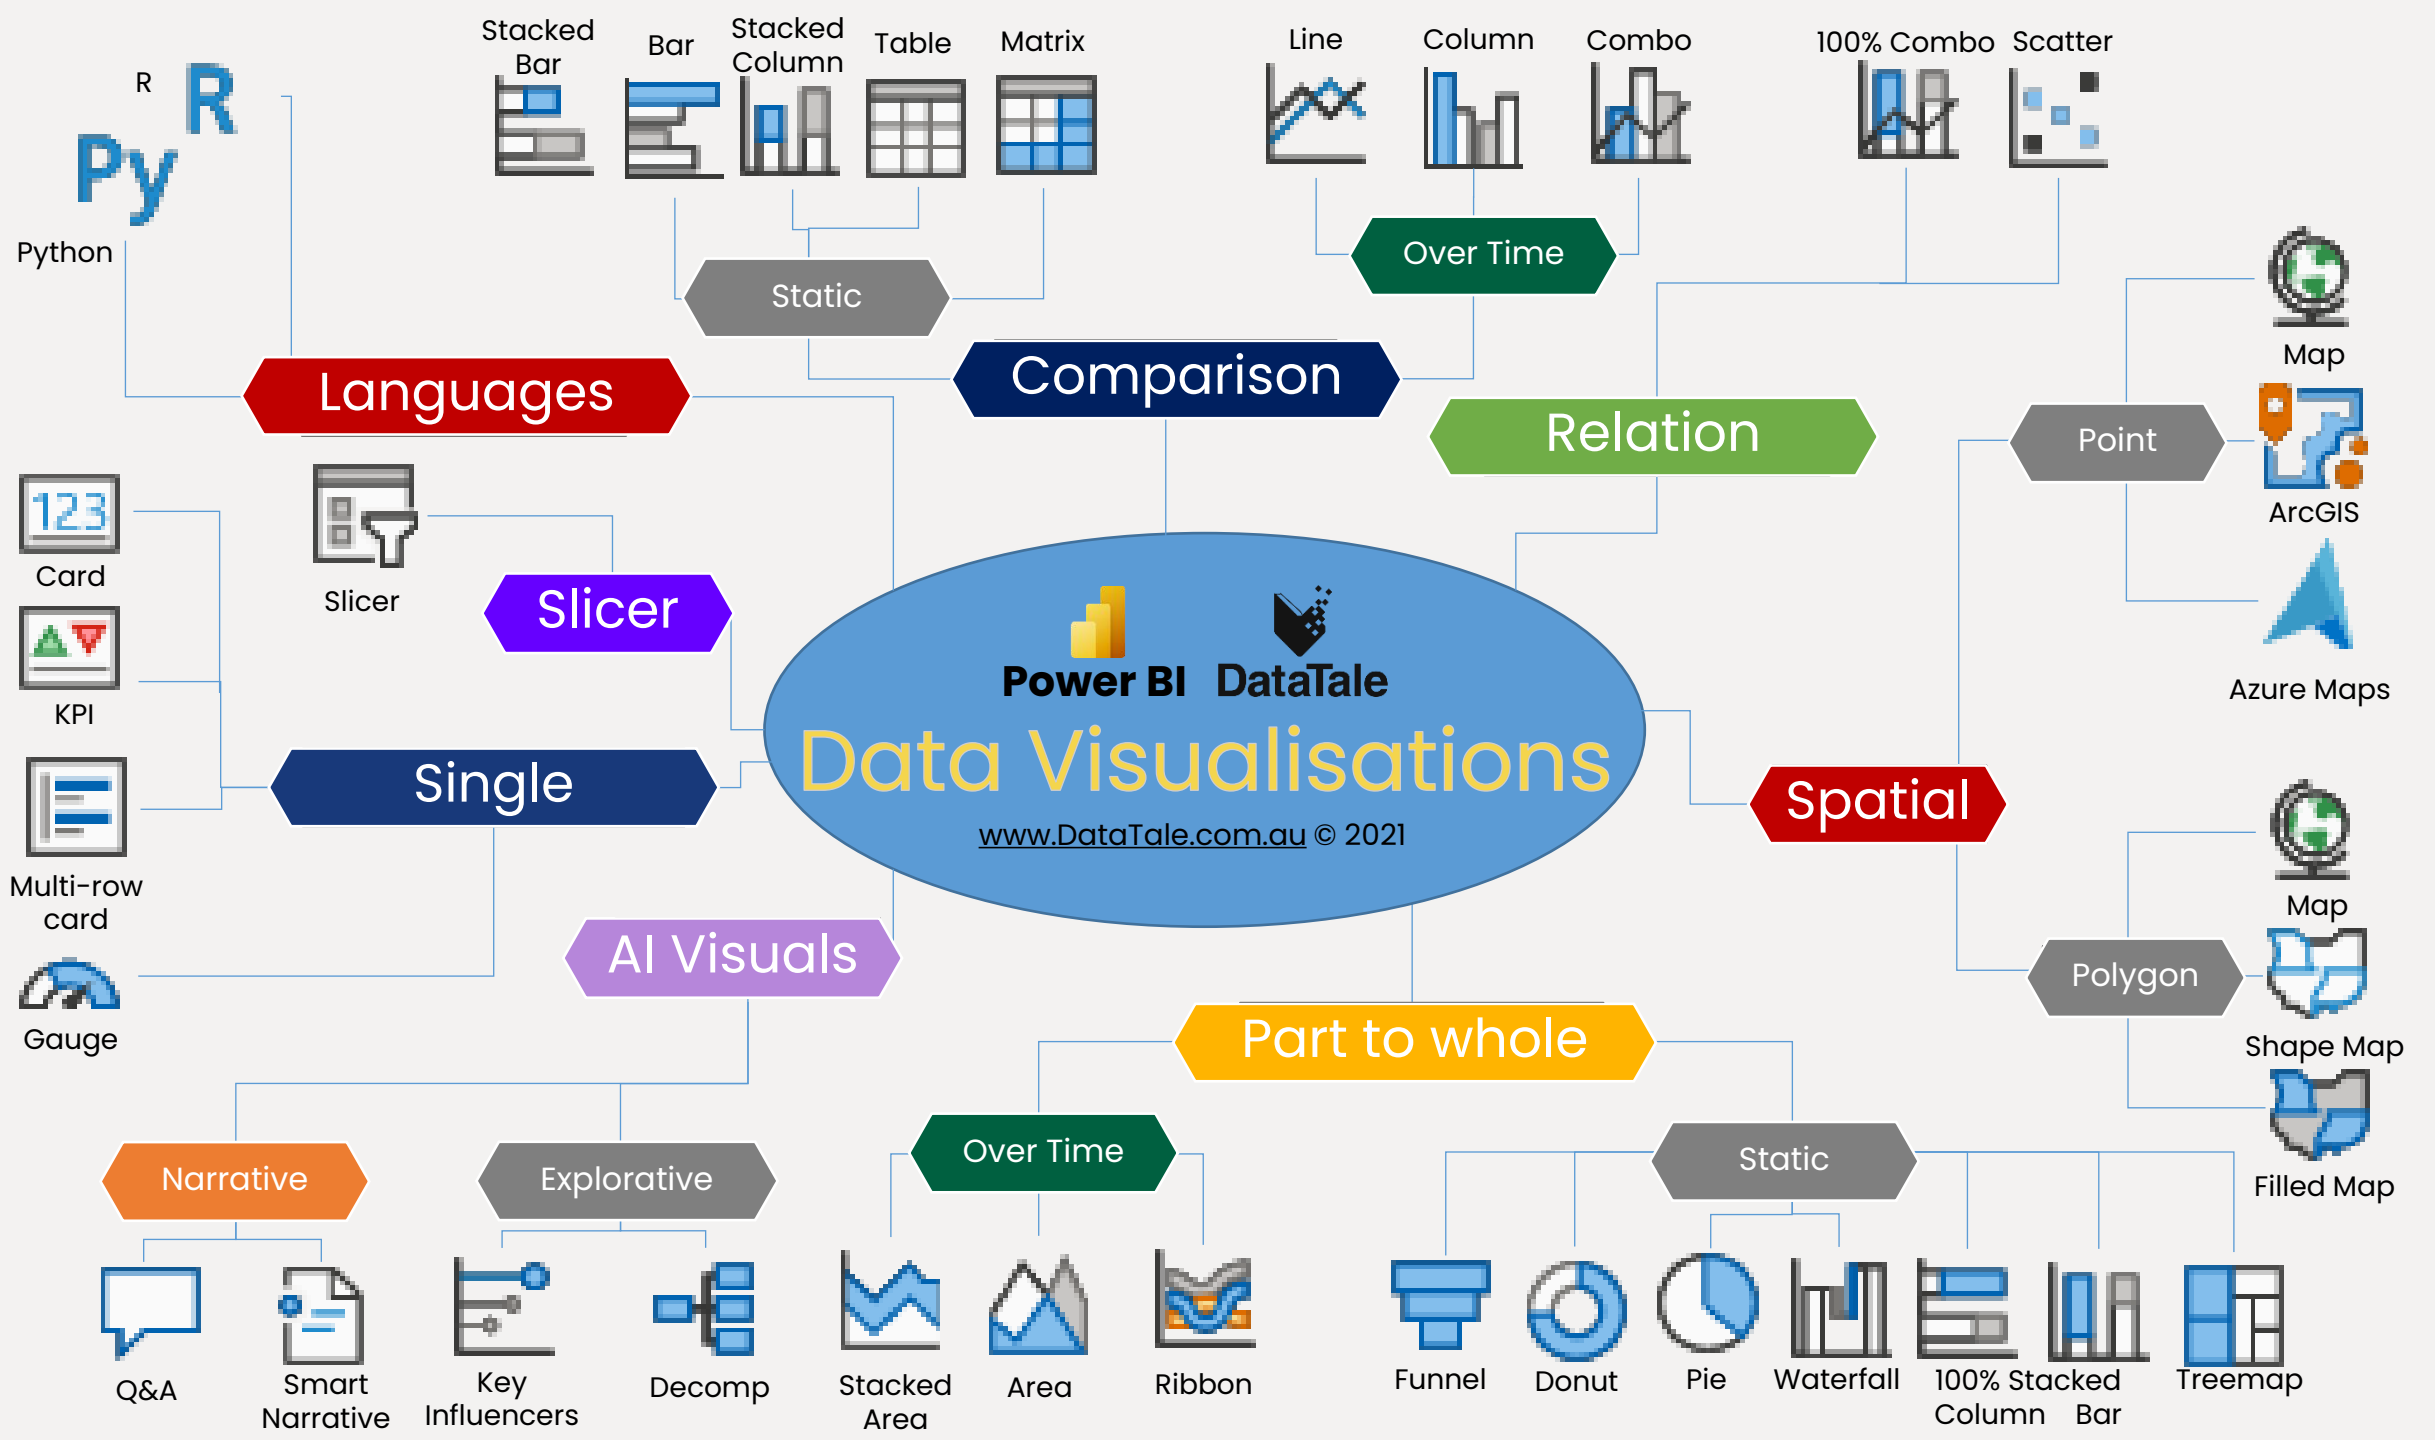 Stacked
Bar
Bar
Stacked
Column
Table
Matrix
Line
Column
Combo
100% Combo
Scatter
R
R
Py
Python
Over Time
Static
Map
Comparison
Languages
Relation
Point
ArcGIS
123
Card
Slicer
Slicer
KPI
Power BI
DataTale
Azure Maps
Data Visualisations
www.DataTale.com.au © 2021
Single
Spatial
Multi-row
card
Map
AI Visuals
Polygon
Gauge
Part to whole
Shape Map
Filled Map
Narrative
Explorative
Over Time
Static
Q&A
Smart
Narrative
Key
Influencers
Decomp
Stacked
Area
Area
Ribbon
Funnel
Donut
Pie
Waterfall
100% Stacked
Column Bar
Treemap